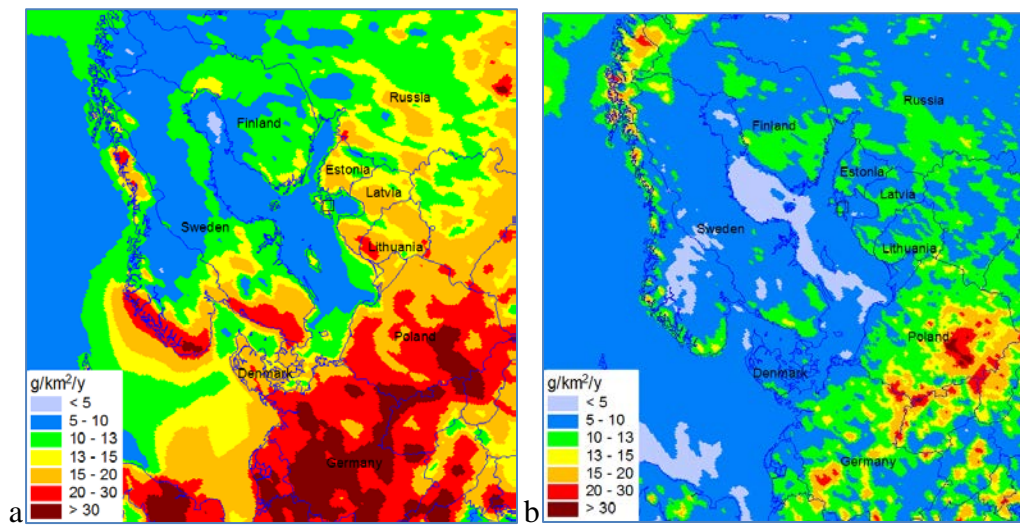 Finland
Russia
Estonia
Latvia
Sweden
Lithuania
Poland
Denmark
Germany
g/km²/y
< 5
5 - 10
10 - 13
13 - 15
15 - 20
20 - 30
> 30
a
Finland
Russia
Estonia
Latvia
Sweden
Lithuania
Poland
Denmark
Germany
g/km²/y
< 5
5 - 10
10 - 13
13 - 15
15 - 20
20 - 30
> 30
b